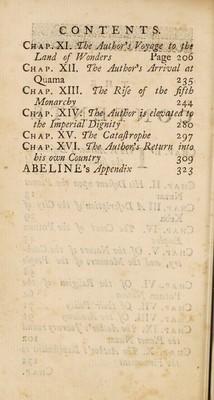 CONTENTS.
CHAP. XI. The Author's Voyage to the
Land of Wonders Page 206
CHAP. XII. The Author's Arrival at
Quama 235
CHAP. XIII. The Rise of the fifth
Monarchy 244
CHAP. XIV. The Author is elevated to
the Imperial Dignity 280
CHAP. XV. The Catastrophe 297
CHAP. XVI. The Author's Return into
his own Country 309
ABELINE's Appendix 323